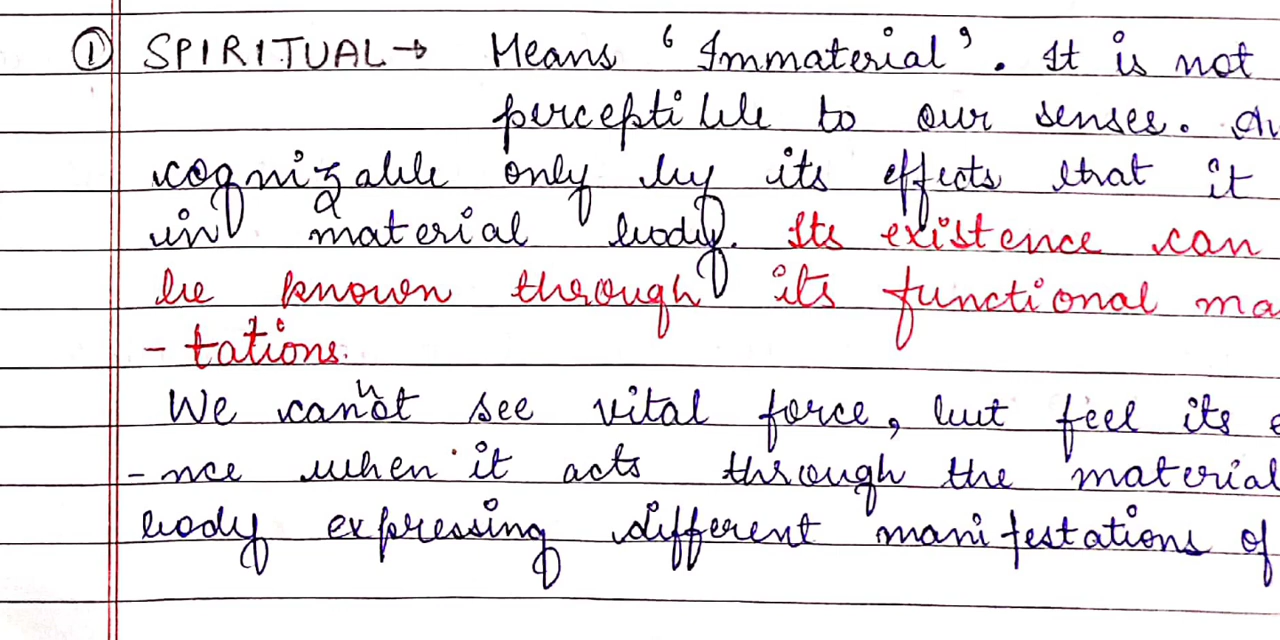 ① SPIRITUAL → Means 'Immaterial'. It is not
perceptible to our senses.
cognizable only by its effects that it
in material body. Its existence can
be known through its functional ma
- tations.
We cannot see vital force, but feel its e
- nce when it acts through the material
body expressing different manifestations of